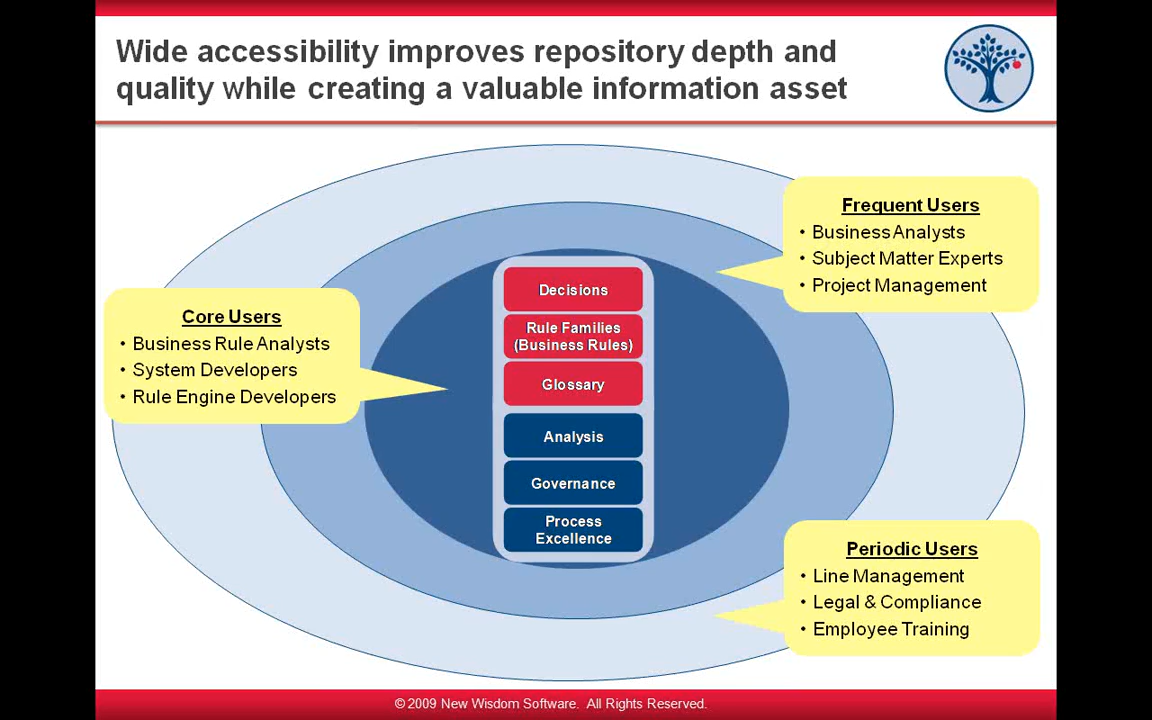 Wide accessibility improves repository depth and
quality while creating a valuable information asset
Frequent Users
• Business Analysts
• Subject Matter Experts
• Project Management
Core Users
• Business Rule Analysts
• System Developers
• Rule Engine Developers
Decisions
Rule Families
(Business Rules)
Glossary
Analysis
Governance
Process
Excellence
Periodic Users
• Line Management
• Legal & Compliance
• Employee Training
© 2009 New Wisdom Software. All Rights Reserved.